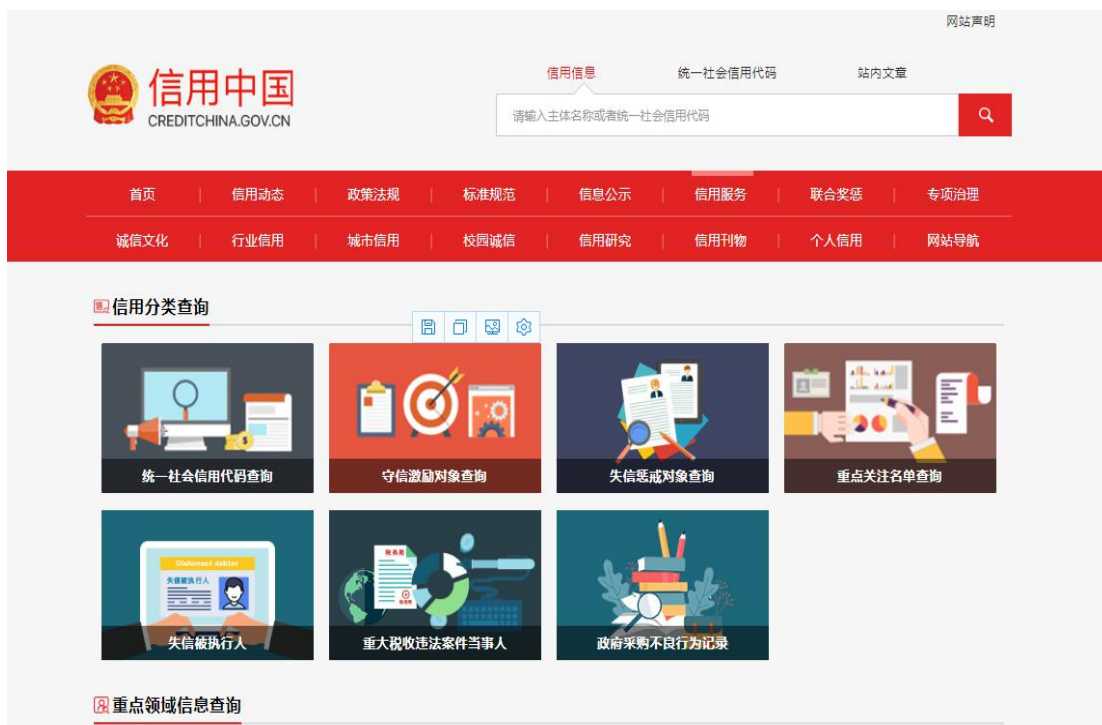 网站声明
信用中国
CREDITCHINA.GOV.CN
信用信息 统一社会信用代码 站内文章
请输入主体名称或者统一社会信用代码
首页 信用动态 政策法规 标准规范 信息公示 信用服务 联合奖惩 专项治理
诚信文化 行业信用 城市信用 校园诚信 信用研究 信用刊物 个人信用 网站导航
信用分类查询
统一社会信用代码查询 守信激励对象查询 失信惩戒对象查询 重点关注名单查询
Dishonest debtor
失信被执行人
税务局
失信被执行人 重大税收违法案件当事人 政府采购不良行为记录
重点领域信息查询